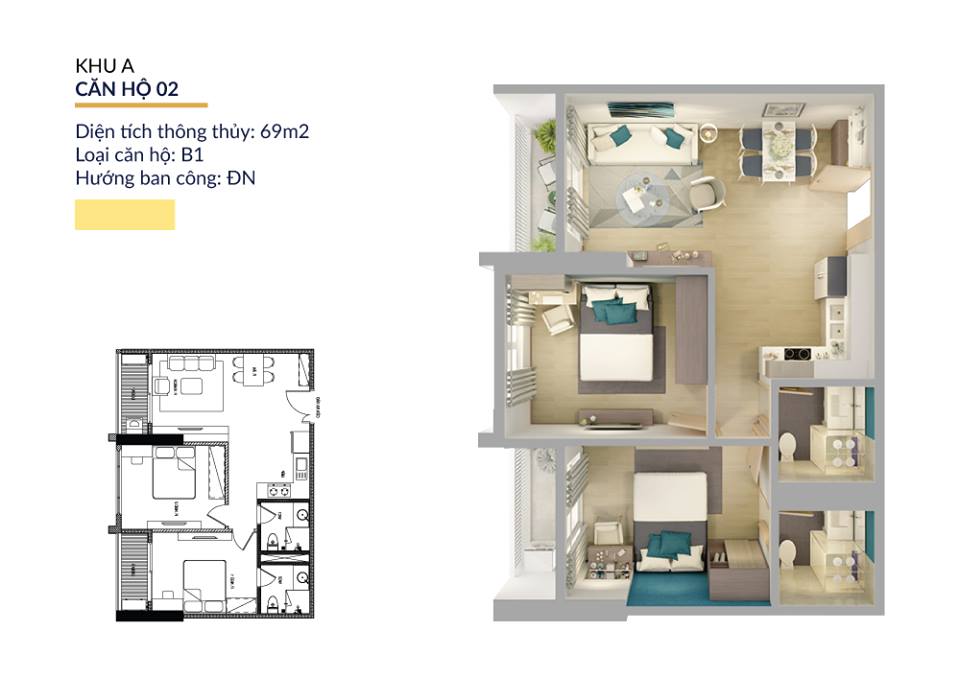 KHU A
CĂN HỘ 02
Diện tích thông thủy: 69m2
Loại căn hộ: B1
Hướng ban công: ĐN